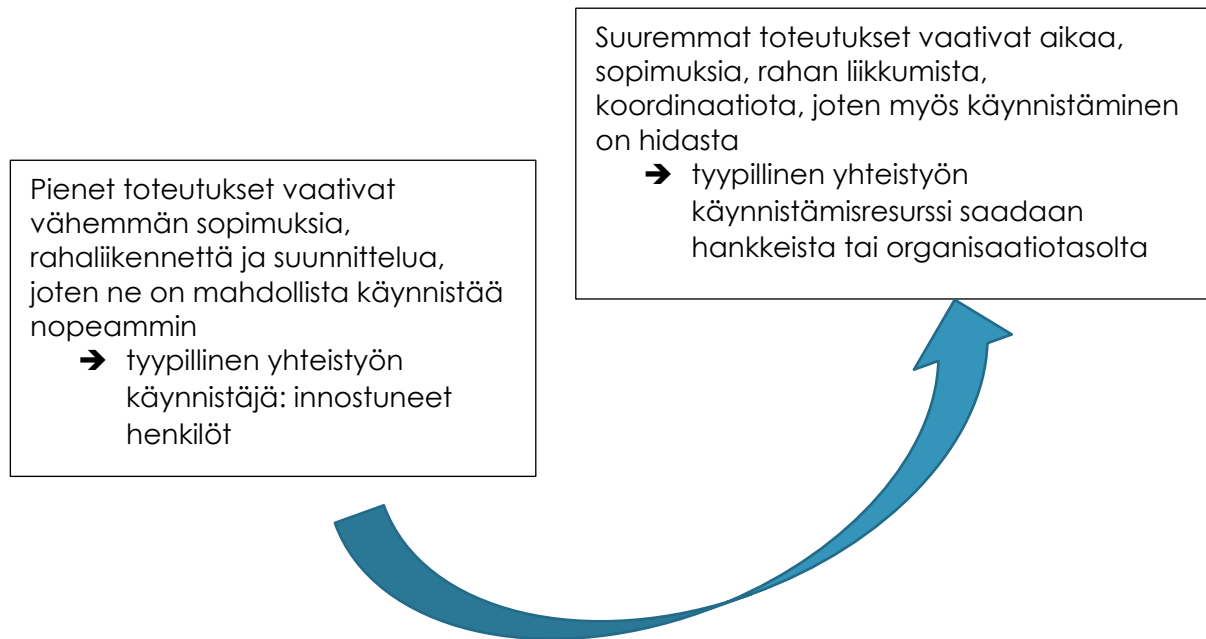 Pienet toteutukset vaativat
vähemmän sopimuksia,
rahaliikennettä ja suunnittelua,
joten ne on mahdollista käynnistää
nopeammin
➔ tyypillinen yhteistyön
käynnistäjä: innostuneet
henkilöt
Suuremmat toteutukset vaativat aikaa,
sopimuksia, rahan liikkumista,
koordinaatiota, joten myös käynnistäminen
on hidasta
➔ tyypillinen yhteistyön
käynnistämisresurssi saadaan
hankkeista tai organisaatiotasolta